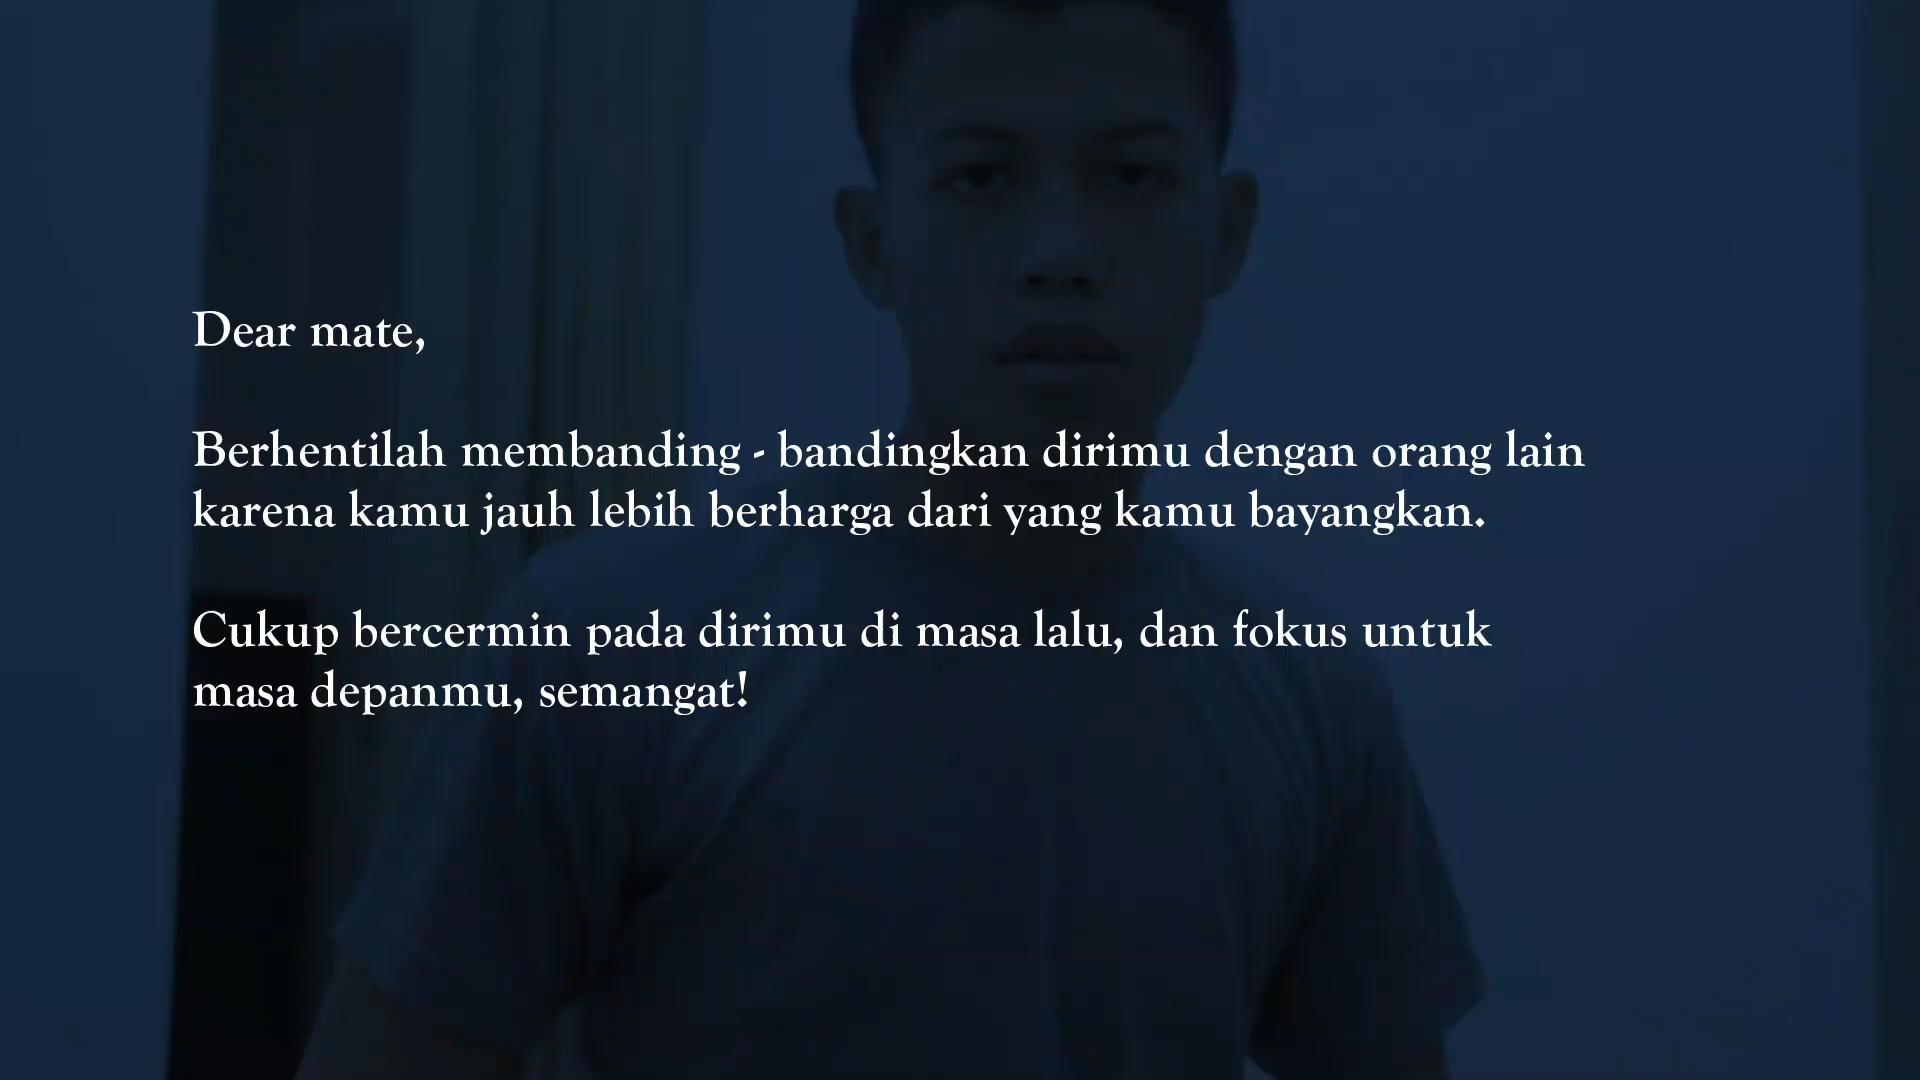 Dear mate,
Berhentilah membanding - bandingkan dirimu dengan orang lain
karena kamu jauh lebih berharga dari yang kamu bayangkan.
Cukup bercermin pada dirimu di masa lalu, dan fokus untuk
masa depanmu, semangat!